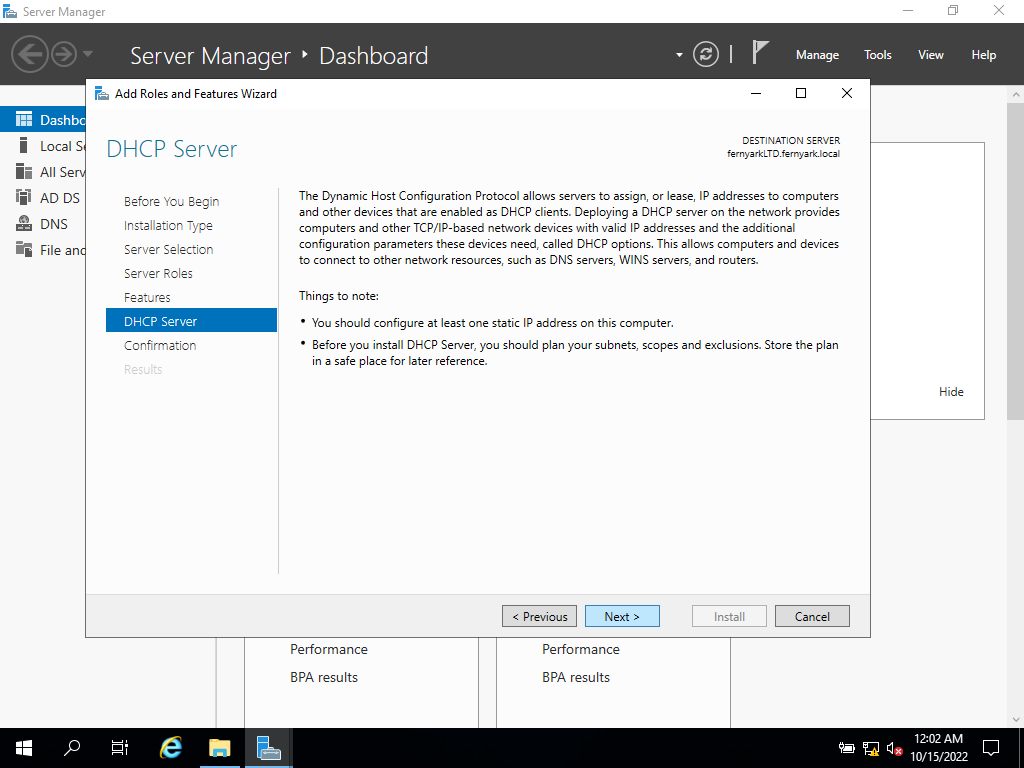 Server Manager
Server Manager
Dashboard
Manage
Tools
View
Help
Add Roles and Features Wizard
DHCP Server
DESTINATION SERVER
fernyarkLTD.fernyark.local
Before You Begin
Installation Type
Server Selection
Server Roles
Features
DHCP Server
Confirmation
Results
The Dynamic Host Configuration Protocol allows servers to assign, or lease, IP addresses to computers
and other devices that are enabled as DHCP clients. Deploying a DHCP server on the network provides
computers and other TCP/IP-based network devices with valid IP addresses and the additional
configuration parameters these devices need, called DHCP options. This allows computers and devices
to connect to other network resources, such as DNS servers, WINS servers, and routers.
Things to note:
• You should configure at least one static IP address on this computer.
• Before you install DHCP Server, you should plan your subnets, scopes and exclusions. Store the plan
in a safe place for later reference.
< Previous
Next >
Install
Cancel
Dashbo
Local Se
All Serv
AD DS
DNS
File and
Hide
Performance
BPA results
Performance
BPA results
12:02 AM
10/15/2022